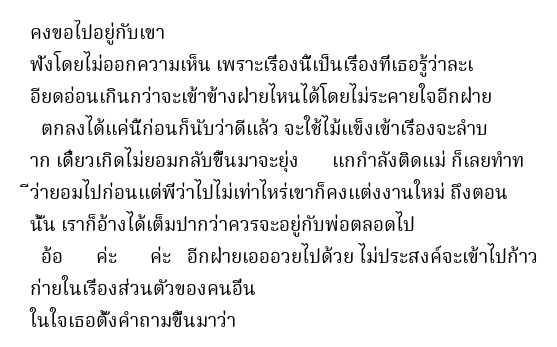 คงขอไปอยู่กับเขา
ฟังโดยไม่ออกความเห็น เพราะเรื่องนี้เป็นเรื่องที่เธอรู้ว่าละเ
อียดอ่อนเกินกว่าจะเข้าข้างฝ่ายไหนได้โดยไม่ระคายใจอีกฝ่าย
ตกลงได้แค่นี้ก่อนก็นับว่าดีแล้ว จะใช้ไม้แข็งเข้าเรื่องจะลำบ
าก เดี๋ยวเกิดไม่ยอมกลับขึ้นมาจะยุ่ง แกกำลังติดแม่ ก็เลยทำท
ีว่ายอมไปก่อนแต่พี่ว่าไปไม่เท่าไหร่เขาก็คงแต่งงานใหม่ ถึงตอน
นั้น เราก็อ้างได้เต็มปากว่าควรจะอยู่กับพ่อตลอดไป
อ้อ ค่ะ ค่ะ อีกฝ่ายเอออวยไปด้วย ไม่ประสงค์จะเข้าไปก้าว
ก่ายในเรื่องส่วนตัวของคนอื่น
ในใจเธอตั้งคำถามขึ้นมาว่า